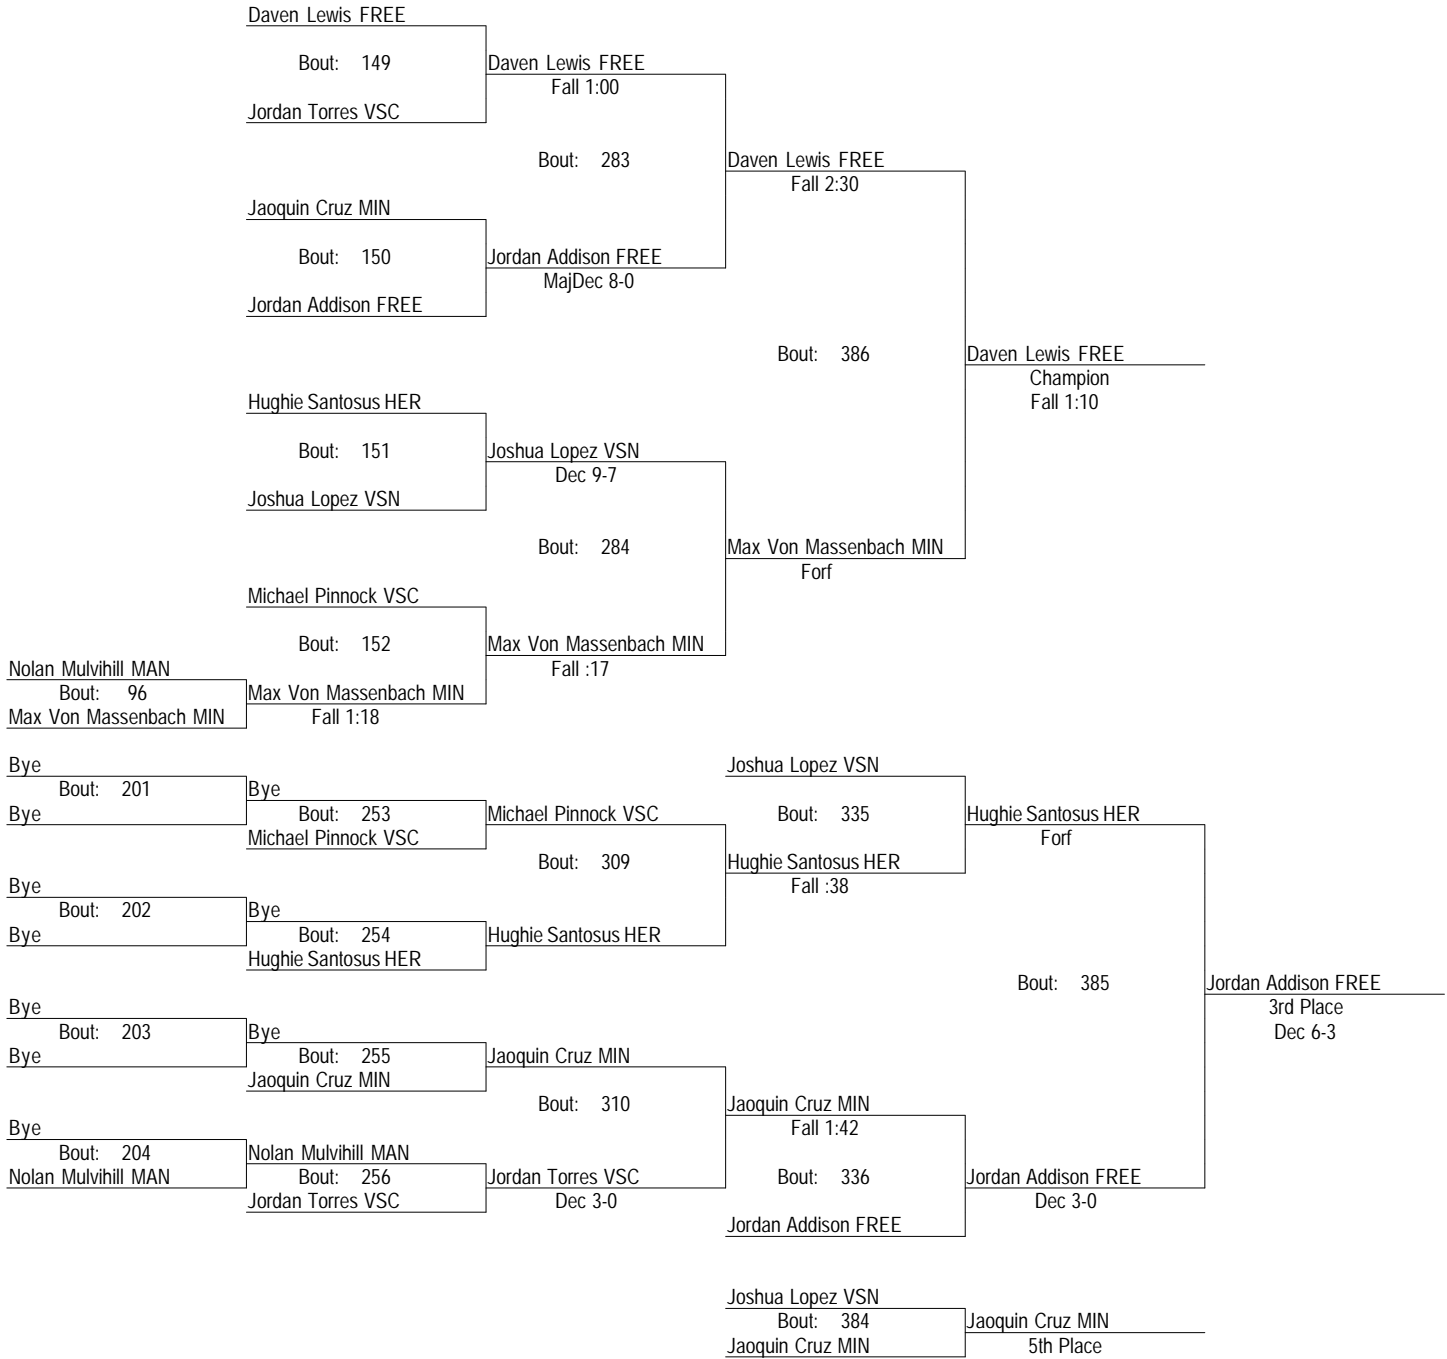 Daven Lewis FREE
Bout: 149
Daven Lewis FREE
Fall 1:00
Jordan Torres VSC
Bout: 283
Daven Lewis FREE
Fall 2:30
Jaoquin Cruz MIN
Bout: 150
Jordan Addison FREE
MajDec 8-0
Jordan Addison FREE
Bout: 386
Daven Lewis FREE
Champion
Fall 1:10
Hughie Santosus HER
Bout: 151
Joshua Lopez VSN
Dec 9-7
Joshua Lopez VSN
Bout: 284
Max Von Massenbach MIN
Forf
Michael Pinnock VSC
Bout: 152
Max Von Massenbach MIN
Fall :17
Nolan Mulvihill MAN
Bout: 96
Max Von Massenbach MIN
Max Von Massenbach MIN
Fall 1:18
Bye
Bout: 201
Bye
Bye
Bout: 253
Michael Pinnock VSC
Michael Pinnock VSC
Joshua Lopez VSN
Bout: 335
Hughie Santosus HER
Forf
Bout: 309
Hughie Santosus HER
Fall :38
Bye
Bout: 202
Bye
Bye
Bout: 254
Hughie Santosus HER
Hughie Santosus HER
Bout: 385
Jordan Addison FREE
3rd Place
Dec 6-3
Bye
Bout: 203
Bye
Bye
Bout: 255
Jaoquin Cruz MIN
Jaoquin Cruz MIN
Bout: 310
Jaoquin Cruz MIN
Fall 1:42
Bye
Bout: 204
Nolan Mulvihill MAN
Nolan Mulvihill MAN
Bout: 256
Jordan Torres VSC
Jordan Torres VSC
Dec 3-0
Bout: 336
Jordan Addison FREE
Dec 3-0
Jordan Addison FREE
Joshua Lopez VSN
Bout: 384
Jaoquin Cruz MIN
Jaoquin Cruz MIN
5th Place